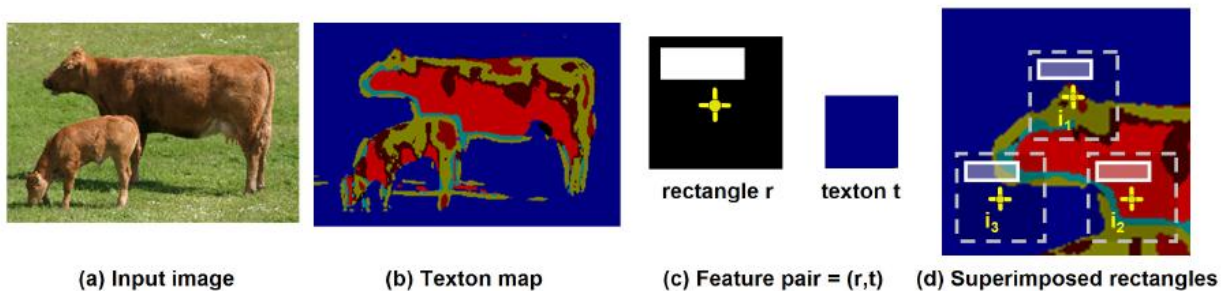 rectangle r
texton t
i₁
i₃
i₂
(a) Input image
(b) Texton map
(c) Feature pair = (r,t)
(d) Superimposed rectangles